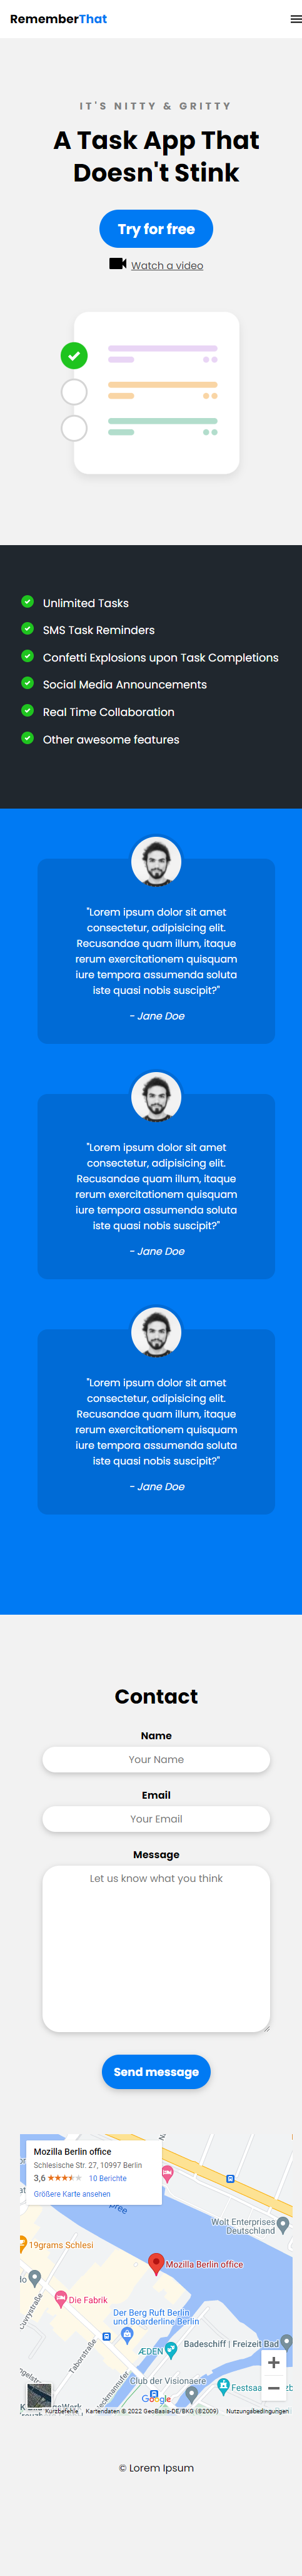 RememberThat
IT'S NITTY & GRITTY
A Task App That
Doesn't Stink
Try for free
Watch a video
Unlimited Tasks
SMS Task Reminders
Confetti Explosions upon Task Completions
Social Media Announcements
Real Time Collaboration
Other awesome features
"Lorem ipsum dolor sit amet
consectetur, adipisicing elit.
Recusandae quam illum, itaque
rerum exercitationem quisquam
iure tempora assumenda soluta
iste quasi nobis suscipit?"
- Jane Doe
"Lorem ipsum dolor sit amet
consectetur, adipisicing elit.
Recusandae quam illum, itaque
rerum exercitationem quisquam
iure tempora assumenda soluta
iste quasi nobis suscipit?"
- Jane Doe
"Lorem ipsum dolor sit amet
consectetur, adipisicing elit.
Recusandae quam illum, itaque
rerum exercitationem quisquam
iure tempora assumenda soluta
iste quasi nobis suscipit?"
- Jane Doe
Contact
Name
Your Name
Email
Your Email
Message
Let us know what you think
Send message
Mozilla Berlin office
Schlesische Str. 27, 10997 Berlin
3,6 10 Berichte
Größere Karte ansehen
Spree
Wolt Enterprises
Deutschland
19grams Schlesi
Mozilla Berlin office
Die Fabrik
Cuvrystraße
Der Berg Ruft Berlin
und Boarderline Berlin
Taborstraße
ÆDEN
Badeschiff | Freizeit Bad
Club der Visionaere
Google
Kurzbefehle
Kartendaten © 2022 GeoBasis-DE/BKG (©2009)
Nutzungsbedingungen
© Lorem Ipsum